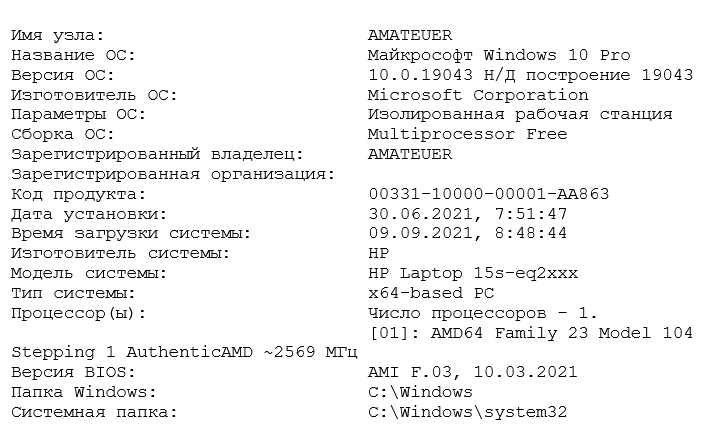 Имя узла: AMATEUER
Название ОС: Майкрософт Windows 10 Pro
Версия ОС: 10.0.19043 Н/Д построение 19043
Изготовитель ОС: Microsoft Corporation
Параметры ОС: Изолированная рабочая станция
Сборка ОС: Multiprocessor Free
Зарегистрированный владелец: AMATEUER
Зарегистрированная организация:
Код продукта: 00331-10000-00001-AA863
Дата установки: 30.06.2021, 7:51:47
Время загрузки системы: 09.09.2021, 8:48:44
Изготовитель системы: HP
Модель системы: HP Laptop 15s-eq2xxx
Тип системы: x64-based PC
Процессор(ы): Число процессоров - 1.
[01]: AMD64 Family 23 Model 104
Stepping 1 AuthenticAMD ~2569 МГц
Версия BIOS: AMI F.03, 10.03.2021
Папка Windows: C:\Windows
Системная папка: C:\Windows\system32